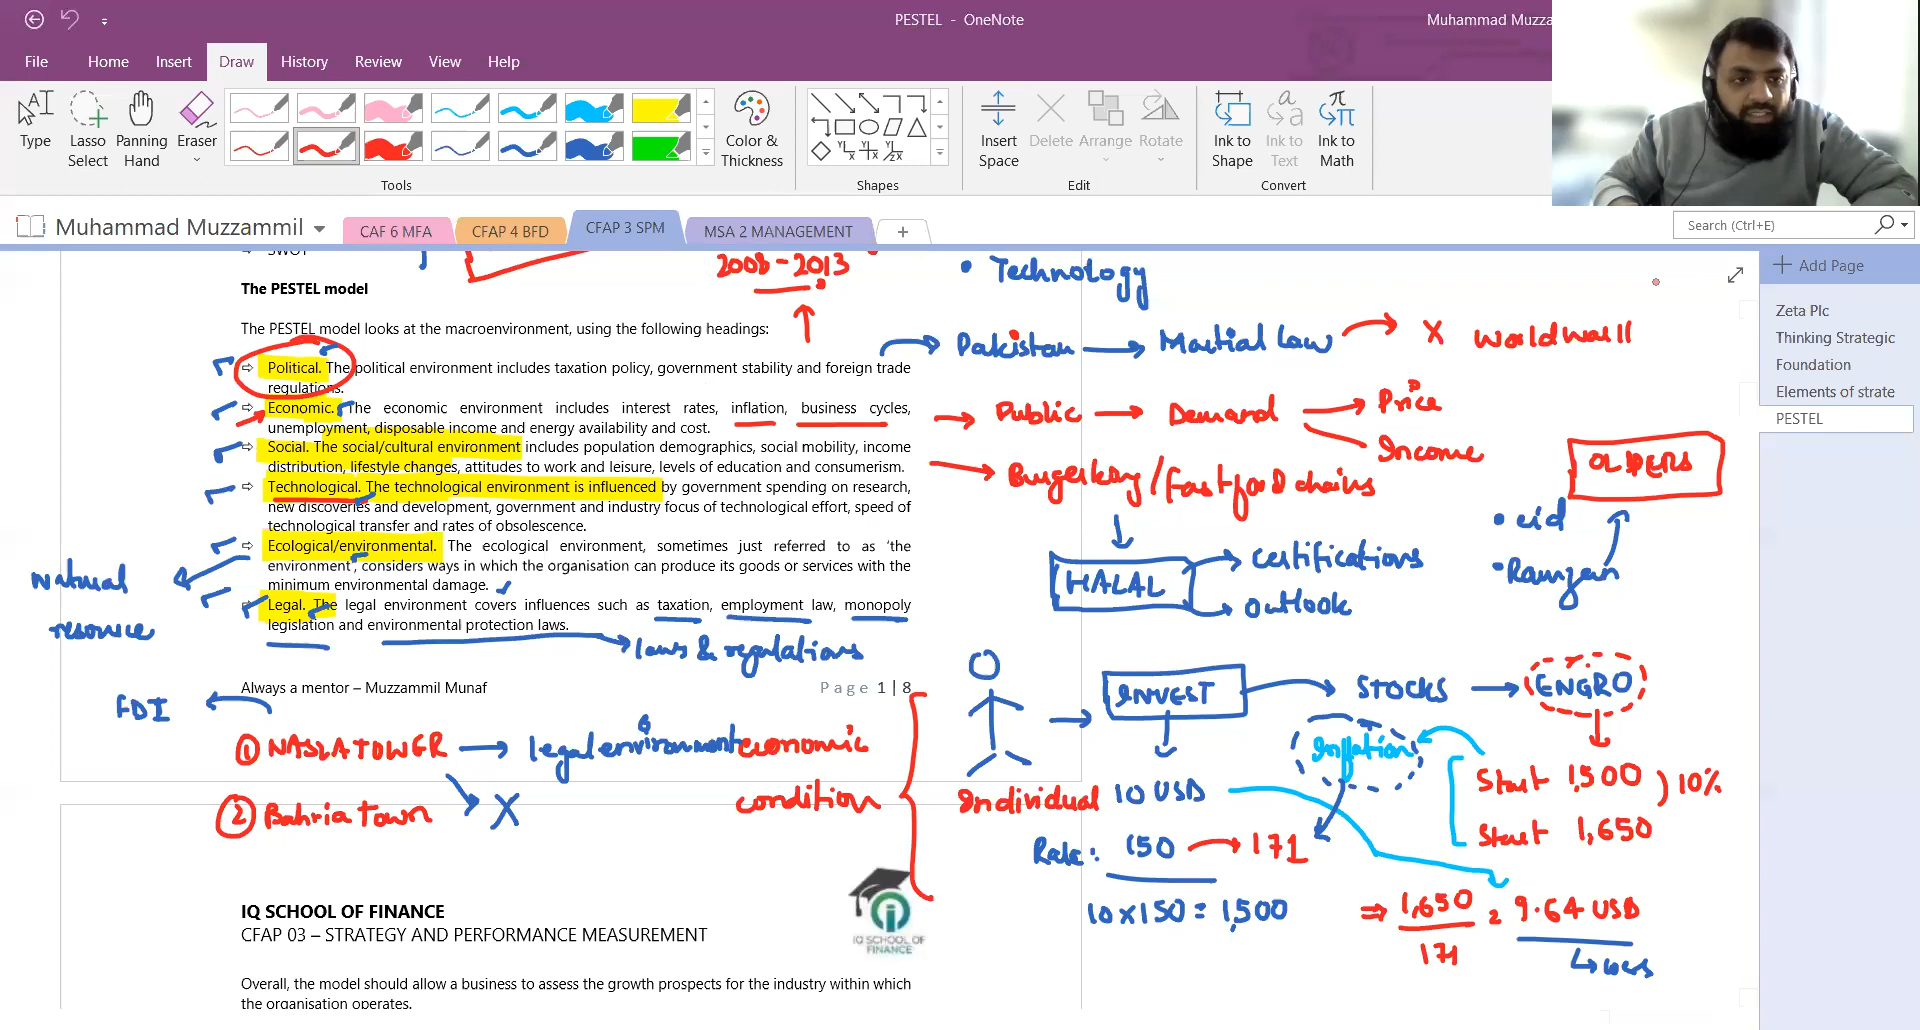 PESTEL - OneNote
Muhammad Muzza
File Home Insert Draw History Review View Help
Type
Lasso Select
Panning Hand
Eraser
Color & Thickness
Insert Space
Delete
Arrange
Rotate
Ink to Shape
Ink to Text
Ink to Math
Tools
Shapes
Edit
Convert
Muhammad Muzzammil
CAF 6 MFA
CFAP 4 BFD
CFAP 3 SPM
MSA 2 MANAGEMENT
Search (Ctrl+E)
Add Page
Zeta Plc
Thinking Strategic
Foundation
Elements of strate
PESTEL
SWOT
2008 - 2013
• Technology
The PESTEL model
The PESTEL model looks at the macroenvironment, using the following headings:
⇨ Political. The political environment includes taxation policy, government stability and foreign trade
regulations.
⇨ Economic. The economic environment includes interest rates, inflation, business cycles,
unemployment, disposable income and energy availability and cost.
⇨ Social. The social/cultural environment includes population demographics, social mobility, income
distribution, lifestyle changes, attitudes to work and leisure, levels of education and consumerism.
⇨ Technological. The technological environment is influenced by government spending on research,
new discoveries and development, government and industry focus of technological effort, speed of
technological transfer and rates of obsolescence.
⇨ Ecological/environmental. The ecological environment, sometimes just referred to as ‘the
environment’, considers ways in which the organisation can produce its goods or services with the
minimum environmental damage.
⇨ Legal. The legal environment covers influences such as taxation, employment law, monopoly
legislation and environmental protection laws.
Always a mentor – Muzzammil Munaf
Page 1 | 8
Pakistan → Martial Law → X World war II
Public → Demand → Price
Income
Burger king / Fast food chains
HALAL
certifications
outlook
OLPERS
• eid
• Ramzan
natural
resource
laws & regulations
FDI
① NASLA TOWER → legal environment
② Bahria Town
X
economic
condition
Individual
INVEST → STOCKS → ENGRO
10 USD
Inflation
Start 1,500
Start 1,650
) 10%
Rate: 150 → 171
10 x 150 = 1,500
⇒ 1,650
171
= 9.64 USD
↳ loss
IQ SCHOOL OF FINANCE
CFAP 03 – STRATEGY AND PERFORMANCE MEASUREMENT
IQ SCHOOL OF
FINANCE
Overall, the model should allow a business to assess the growth prospects for the industry within which
the organisation operates.